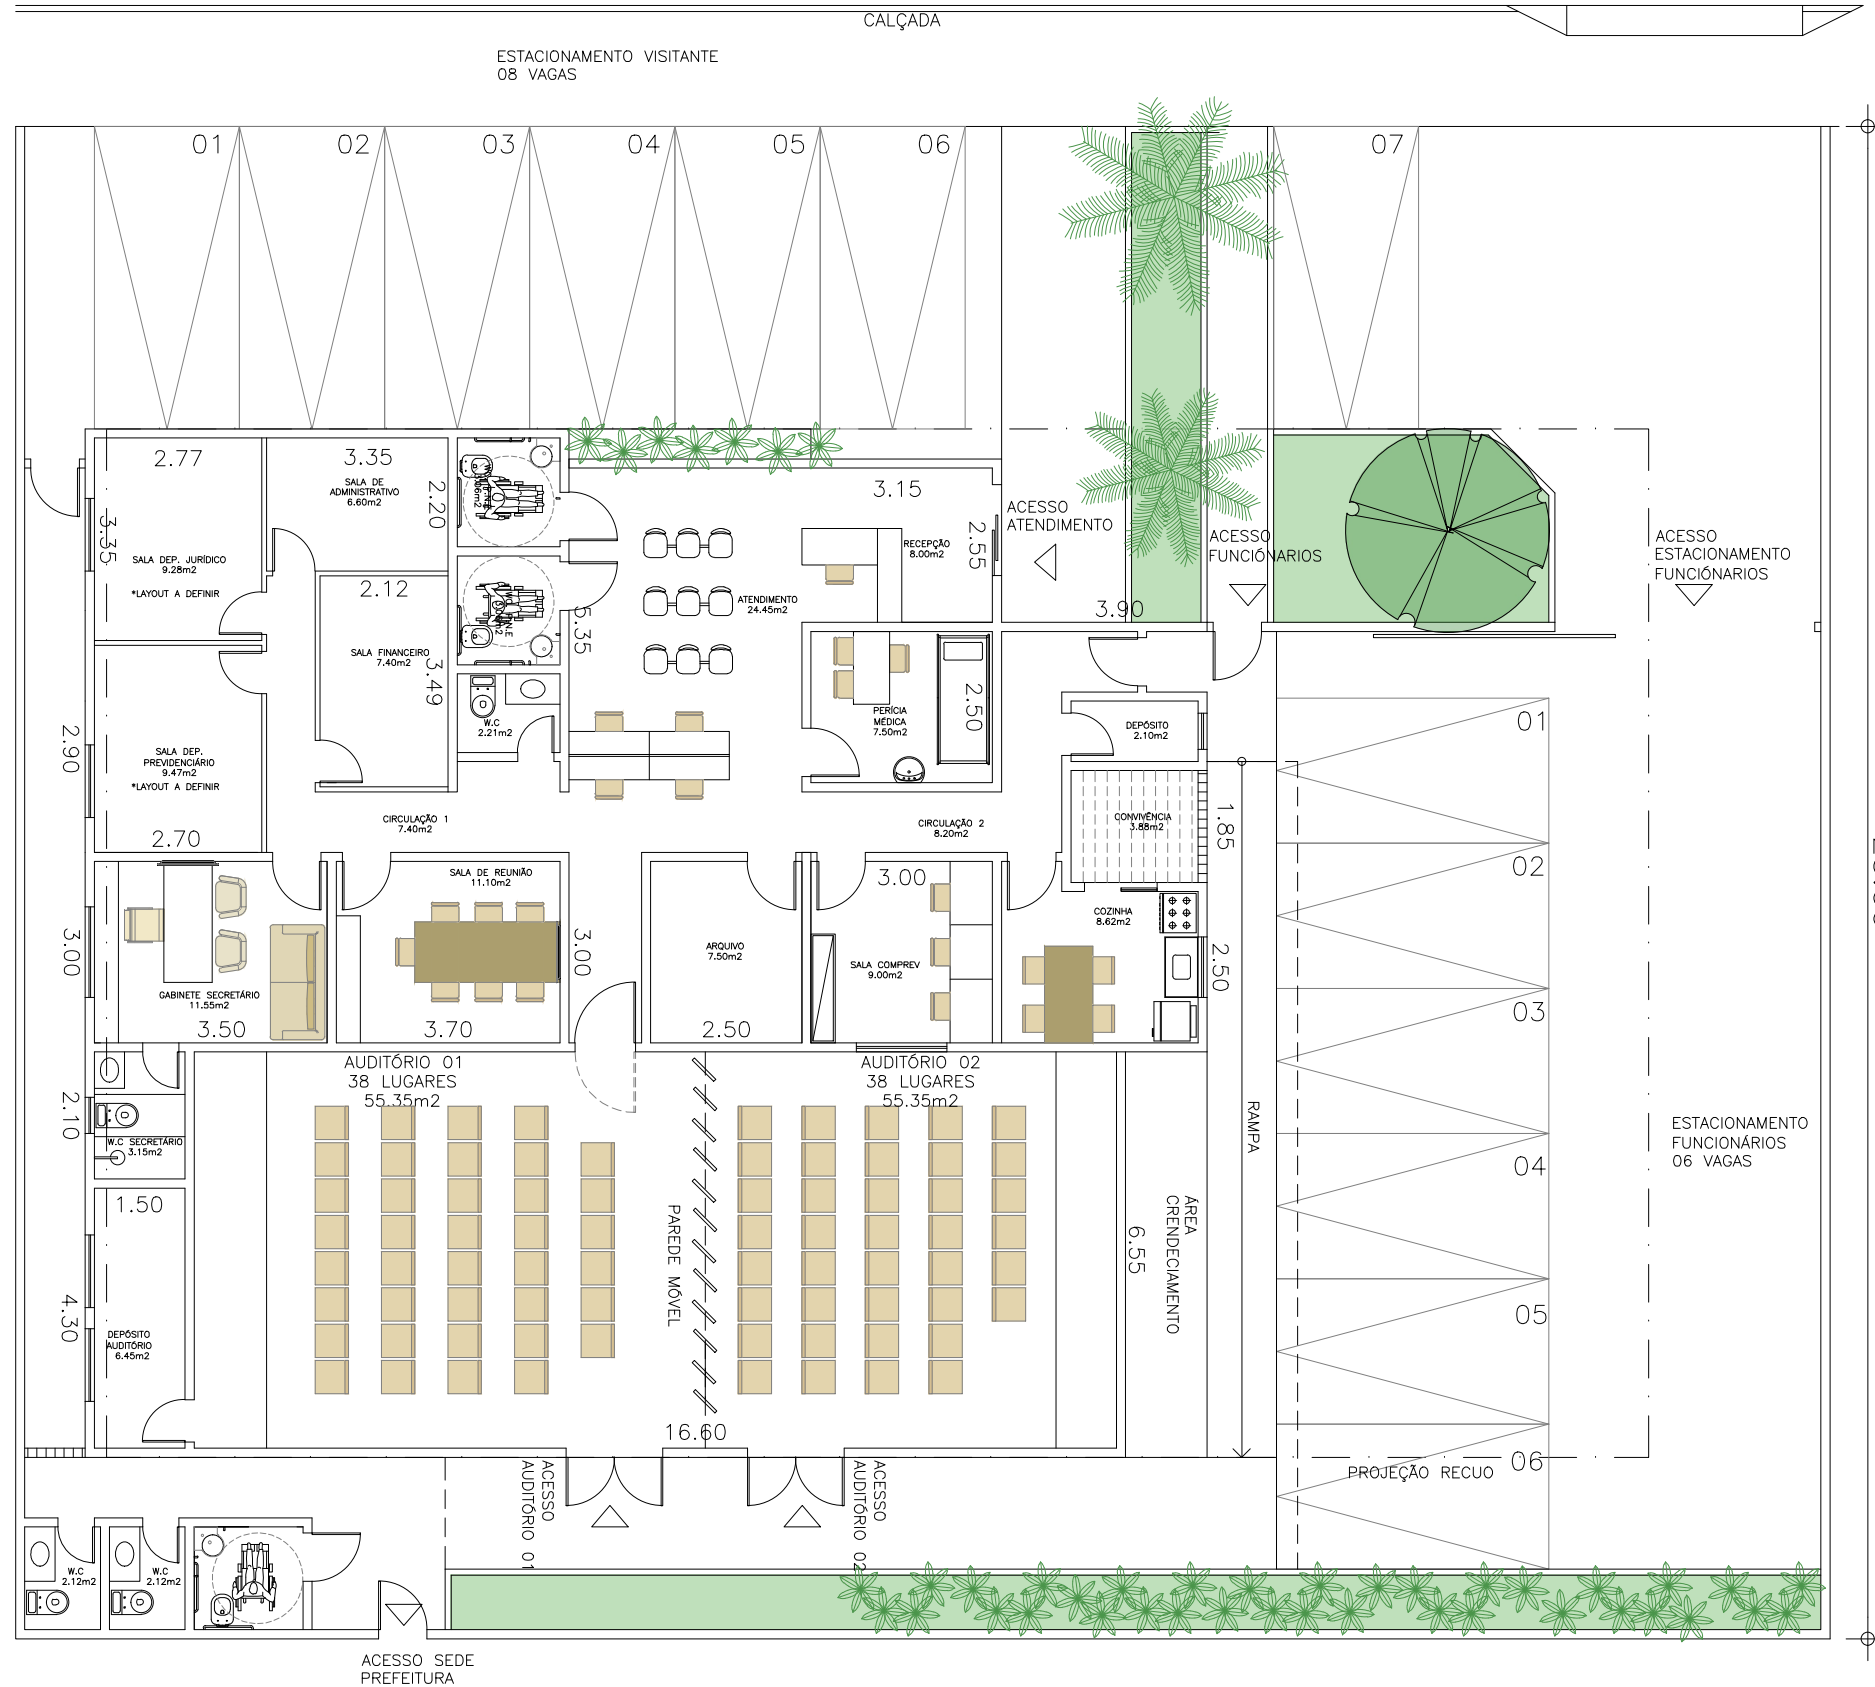 CALÇADA
ESTACIONAMENTO VISITANTE
08 VAGAS
01
02
03
04
05
06
07
2.77
3.35
SALA DE
ADMINISTRATIVO
6.60m2
2.20
3.35
SALA DEP. JURÍDICO
9.28m2
*LAYOUT A DEFINIR
3.15
RECEPÇÃO
8.00m2
2.55
ACESSO
ATENDIMENTO
ACESSO
FUNCIÓNARIOS
ACESSO
ESTACIONAMENTO
FUNCIÓNARIOS
2.12
SALA FINANCEIRO
7.40m2
3.49
5.35
ATENDIMENTO
24.45m2
3.90
W.C
2.21m2
PERÍCIA
MÉDICA
7.50m2
2.50
DEPÓSITO
2.10m2
2.90
SALA DEP.
PREVIDENCIÁRIO
9.47m2
*LAYOUT A DEFINIR
2.70
CIRCULAÇÃO 1
7.40m2
CIRCULAÇÃO 2
8.20m2
CONVIVÊNCIA
3.88m2
1.85
3.00
GABINETE SECRETÁRIO
11.55m2
3.50
SALA DE REUNIÃO
11.10m2
3.70
3.00
ARQUIVO
7.50m2
2.50
3.00
SALA COMPREV
9.00m2
COZINHA
8.62m2
2.50
01
02
03
04
05
06
AUDITÓRIO 01
38 LUGARES
55.35m2
AUDITÓRIO 02
38 LUGARES
55.35m2
2.10
W.C SECRETÁRIO
3.15m2
1.50
4.30
DEPÓSITO
AUDITÓRIO
6.45m2
PAREDE MÓVEL
16.60
6.55
ÁREA
CRENDECIAMENTO
RAMPA
ESTACIONAMENTO
FUNCIONÁRIOS
06 VAGAS
PROJEÇÃO RECUO
ACESSO
AUDITÓRIO 01
ACESSO
AUDITÓRIO 02
W.C
2.12m2
W.C
2.12m2
ACESSO SEDE
PREFEITURA